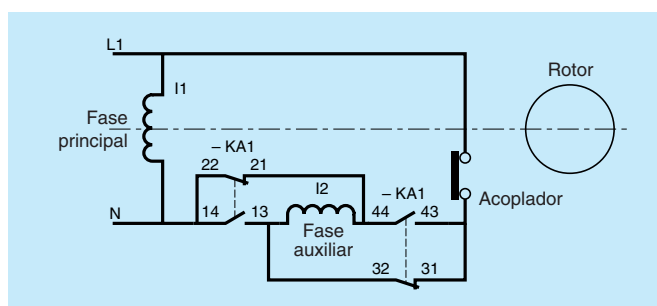 L1
I1
Rotor
Fase
principal
– KA1
22 21
I2
– KA1
Acoplador
N
14 13
44 43
Fase
auxiliar
32 31